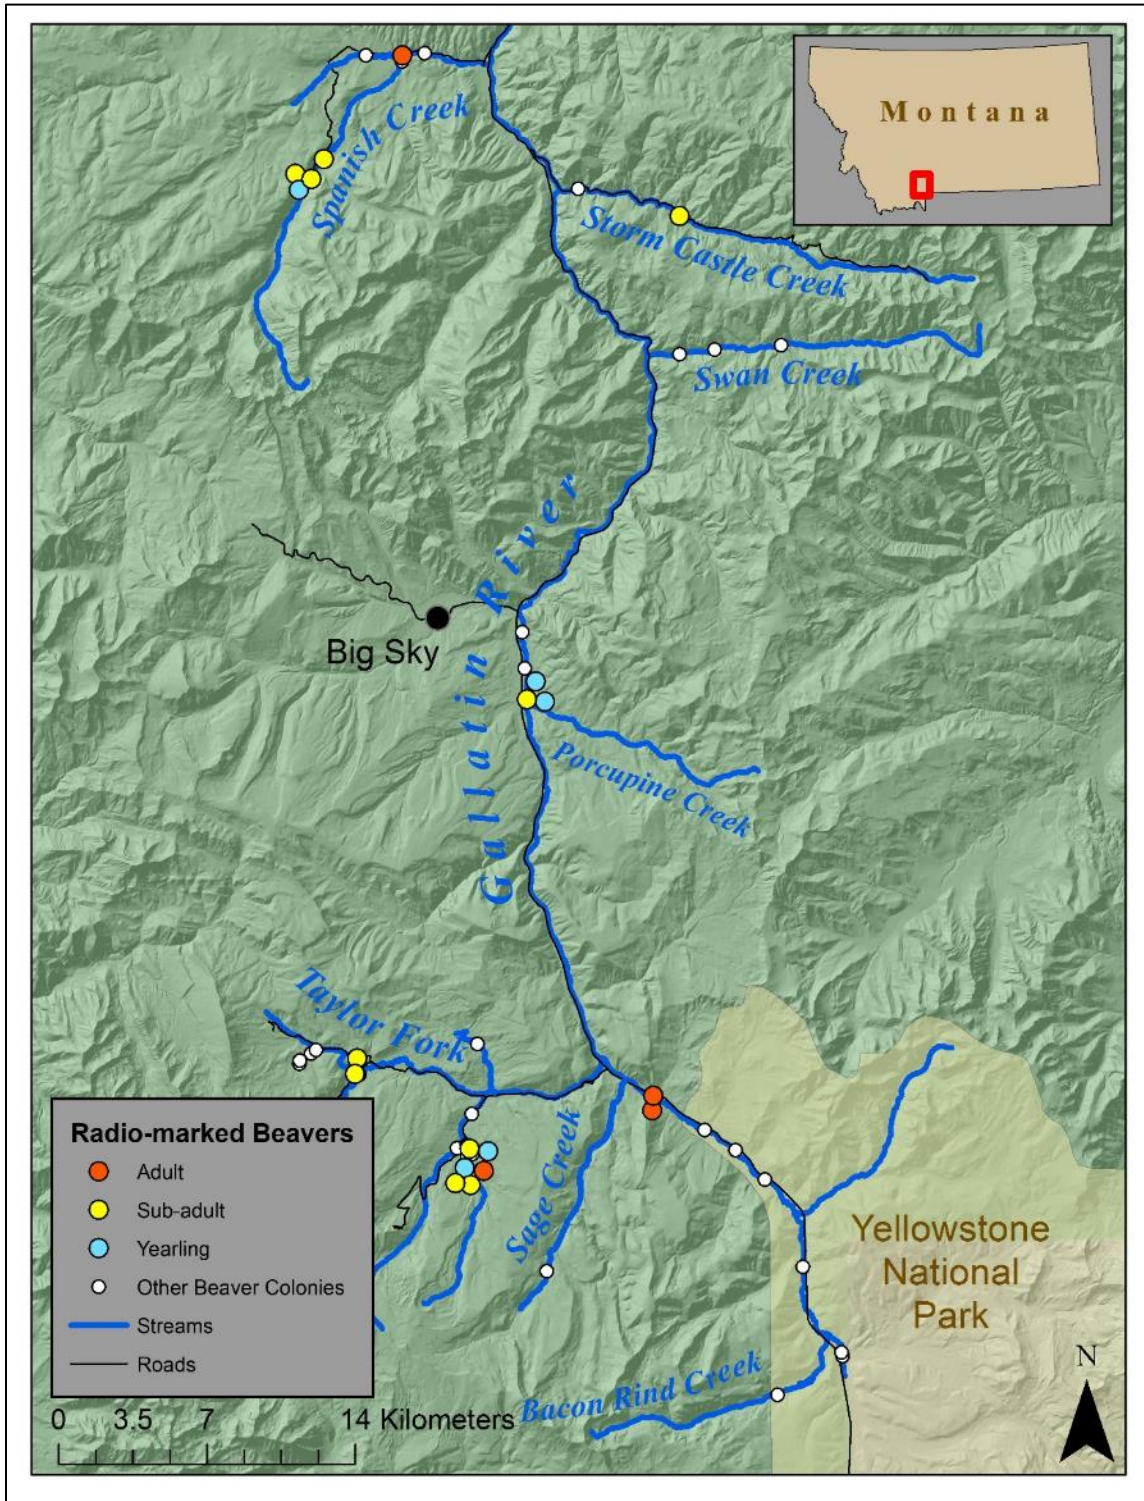 Montana
Spanish Creek
Storm Castle Creek
Swan Creek
Gallatin River
Big Sky
Porcupine Creek
Taylor Fork
Sage Creek
Yellowstone
National
Park
Bacon Rind Creek
Radio-marked Beavers
Adult
Sub-adult
Yearling
Other Beaver Colonies
Streams
Roads
0 3.5 7 14 Kilometers
N